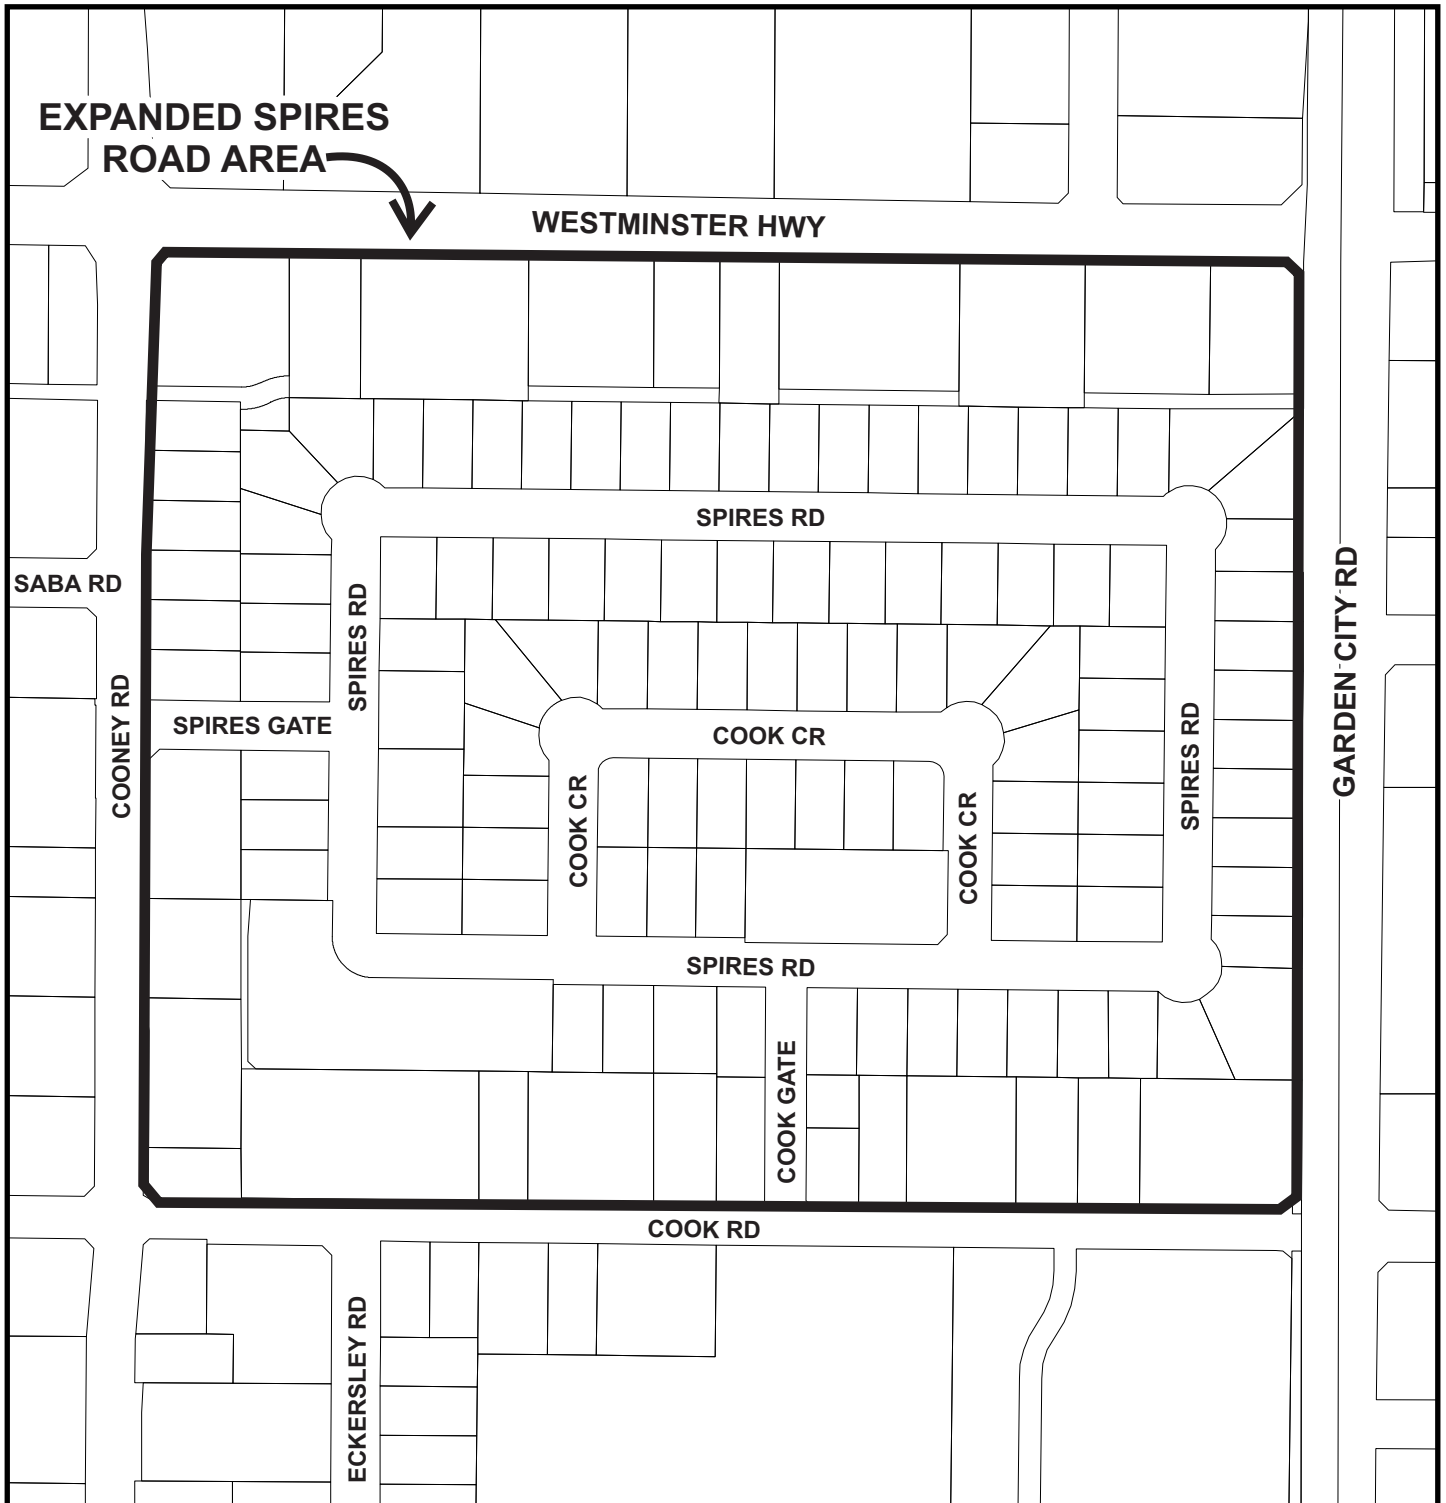 EXPANDED SPIRES
ROAD AREA
WESTMINSTER HWY
SPIRES RD
SABA RD
SPIRES RD
GARDEN CITY RD
COONEY RD
SPIRES GATE
COOK CR
SPIRES RD
COOK CR
COOK CR
SPIRES RD
COOK GATE
COOK RD
ECKERSLEY RD